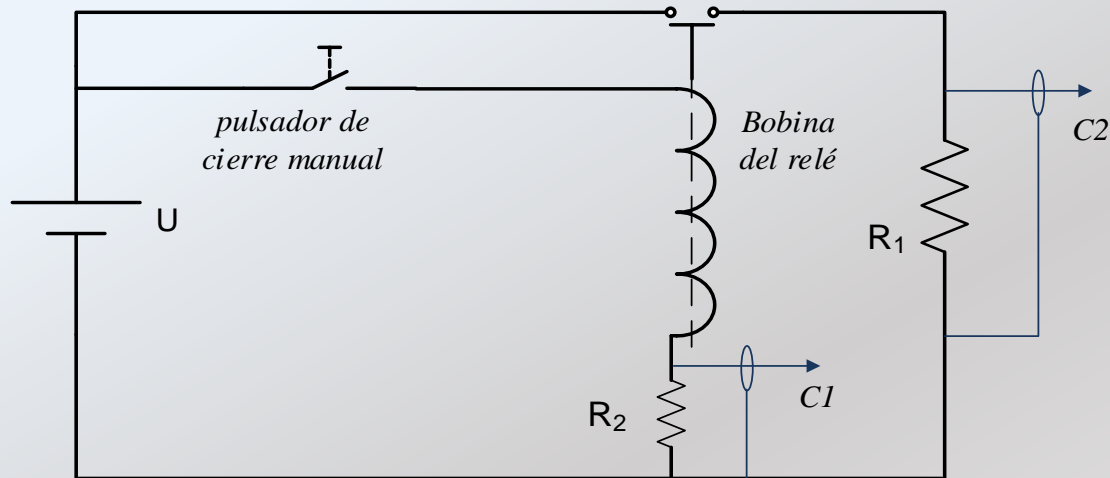 pulsador de
cierre manual
Bobina
del relé
C2
U
R₁
C1
R₂